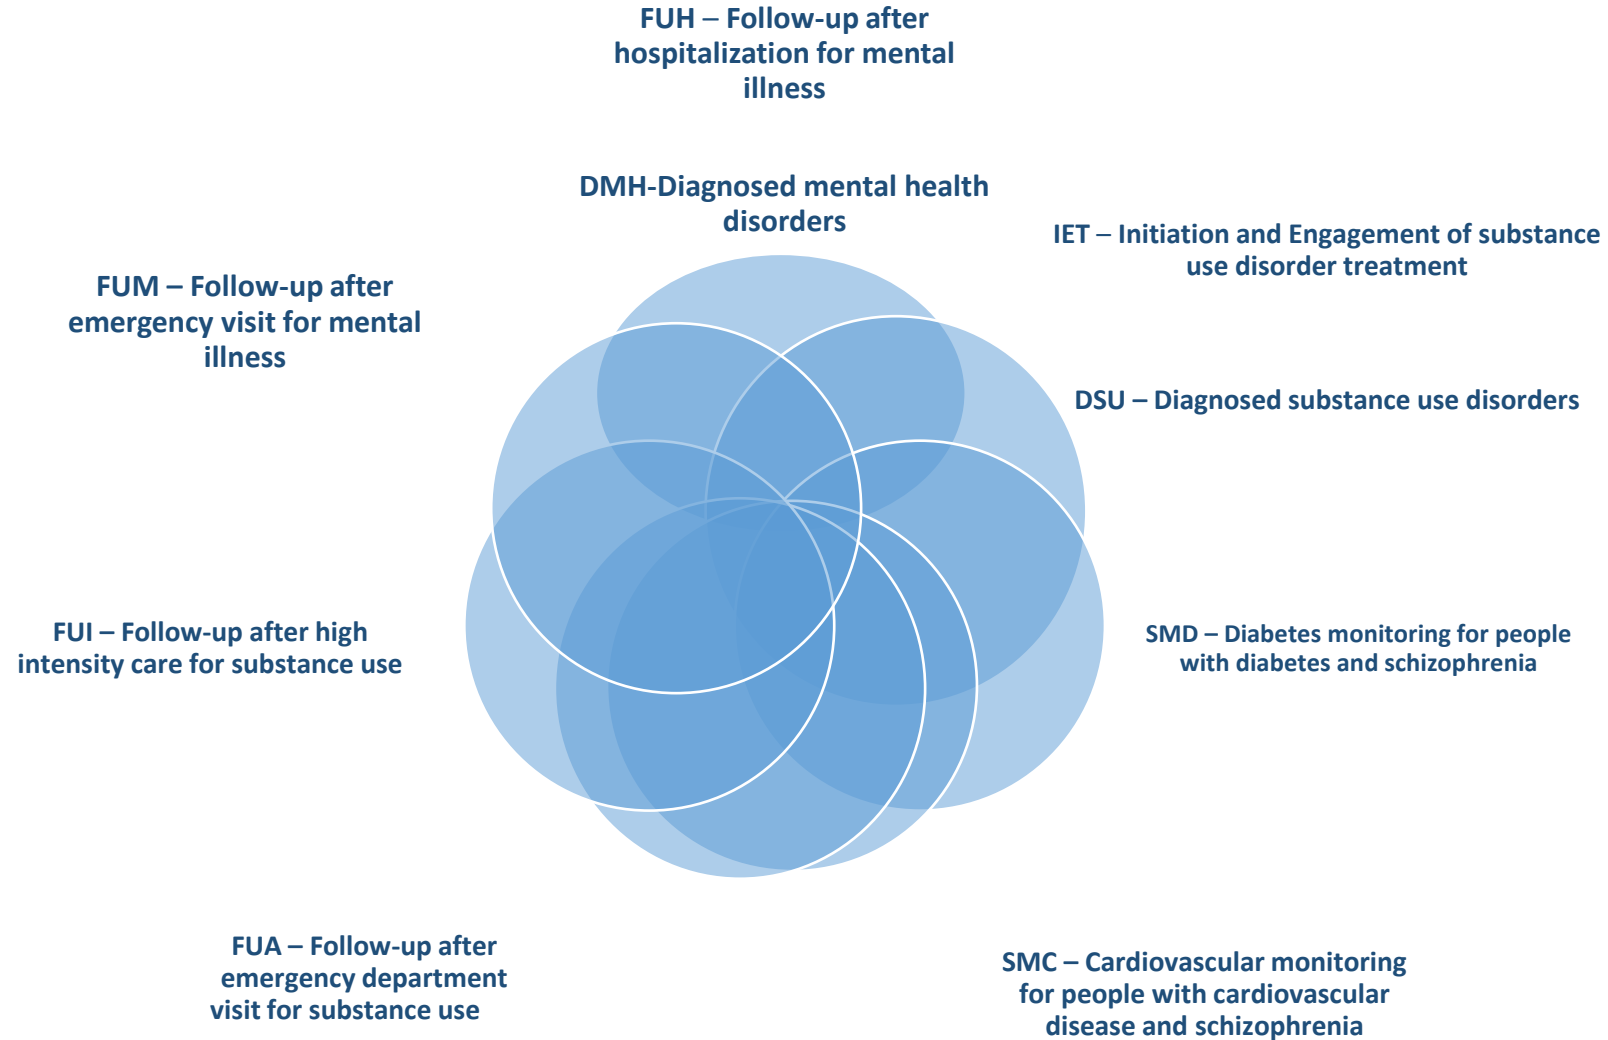 FUH – Follow-up after
hospitalization for mental
illness
DMH-Diagnosed mental health
disorders
IET – Initiation and Engagement of substance
use disorder treatment
FUM – Follow-up after
emergency visit for mental
illness
DSU – Diagnosed substance use disorders
FUI – Follow-up after high
intensity care for substance use
SMD – Diabetes monitoring for people
with diabetes and schizophrenia
FUA – Follow-up after
emergency department
visit for substance use
SMC – Cardiovascular monitoring
for people with cardiovascular
disease and schizophrenia